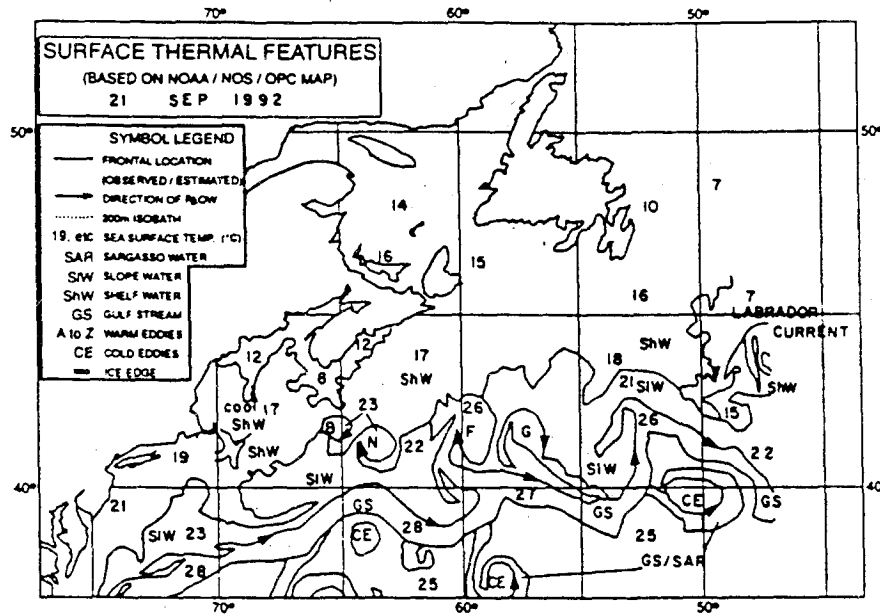 70° 60° 50°
SURFACE THERMAL FEATURES
(BASED ON NOAA / NOS / OPC MAP)
21 SEP 1992
50° 50°
SYMBOL LEGEND
FRONTAL LOCATION
(OBSERVED / ESTIMATED)
DIRECTION OF FLOW
200m ISOBATH
19, etc SEA SURFACE TEMP. (°C)
SAR SARGASSO WATER
SlW SLOPE WATER
ShW SHELF WATER
GS GULF STREAM
A to Z WARM EDDIES
CE COLD EDDIES
ICE EDGE
7
14 10
16 15
16 7
LABRADOR
CURRENT
12 12 17 18 ShW
8 ShW 21 SlW ShW
cool 17 23 26 26 15
ShW 8 N 22 F G
19 ShW 22
SlW SlW
40° 40°
21 GS 27 CE GS
SlW 23 28 GS 25
CE
28 25 CE GS/SAR
70° 60° 50°